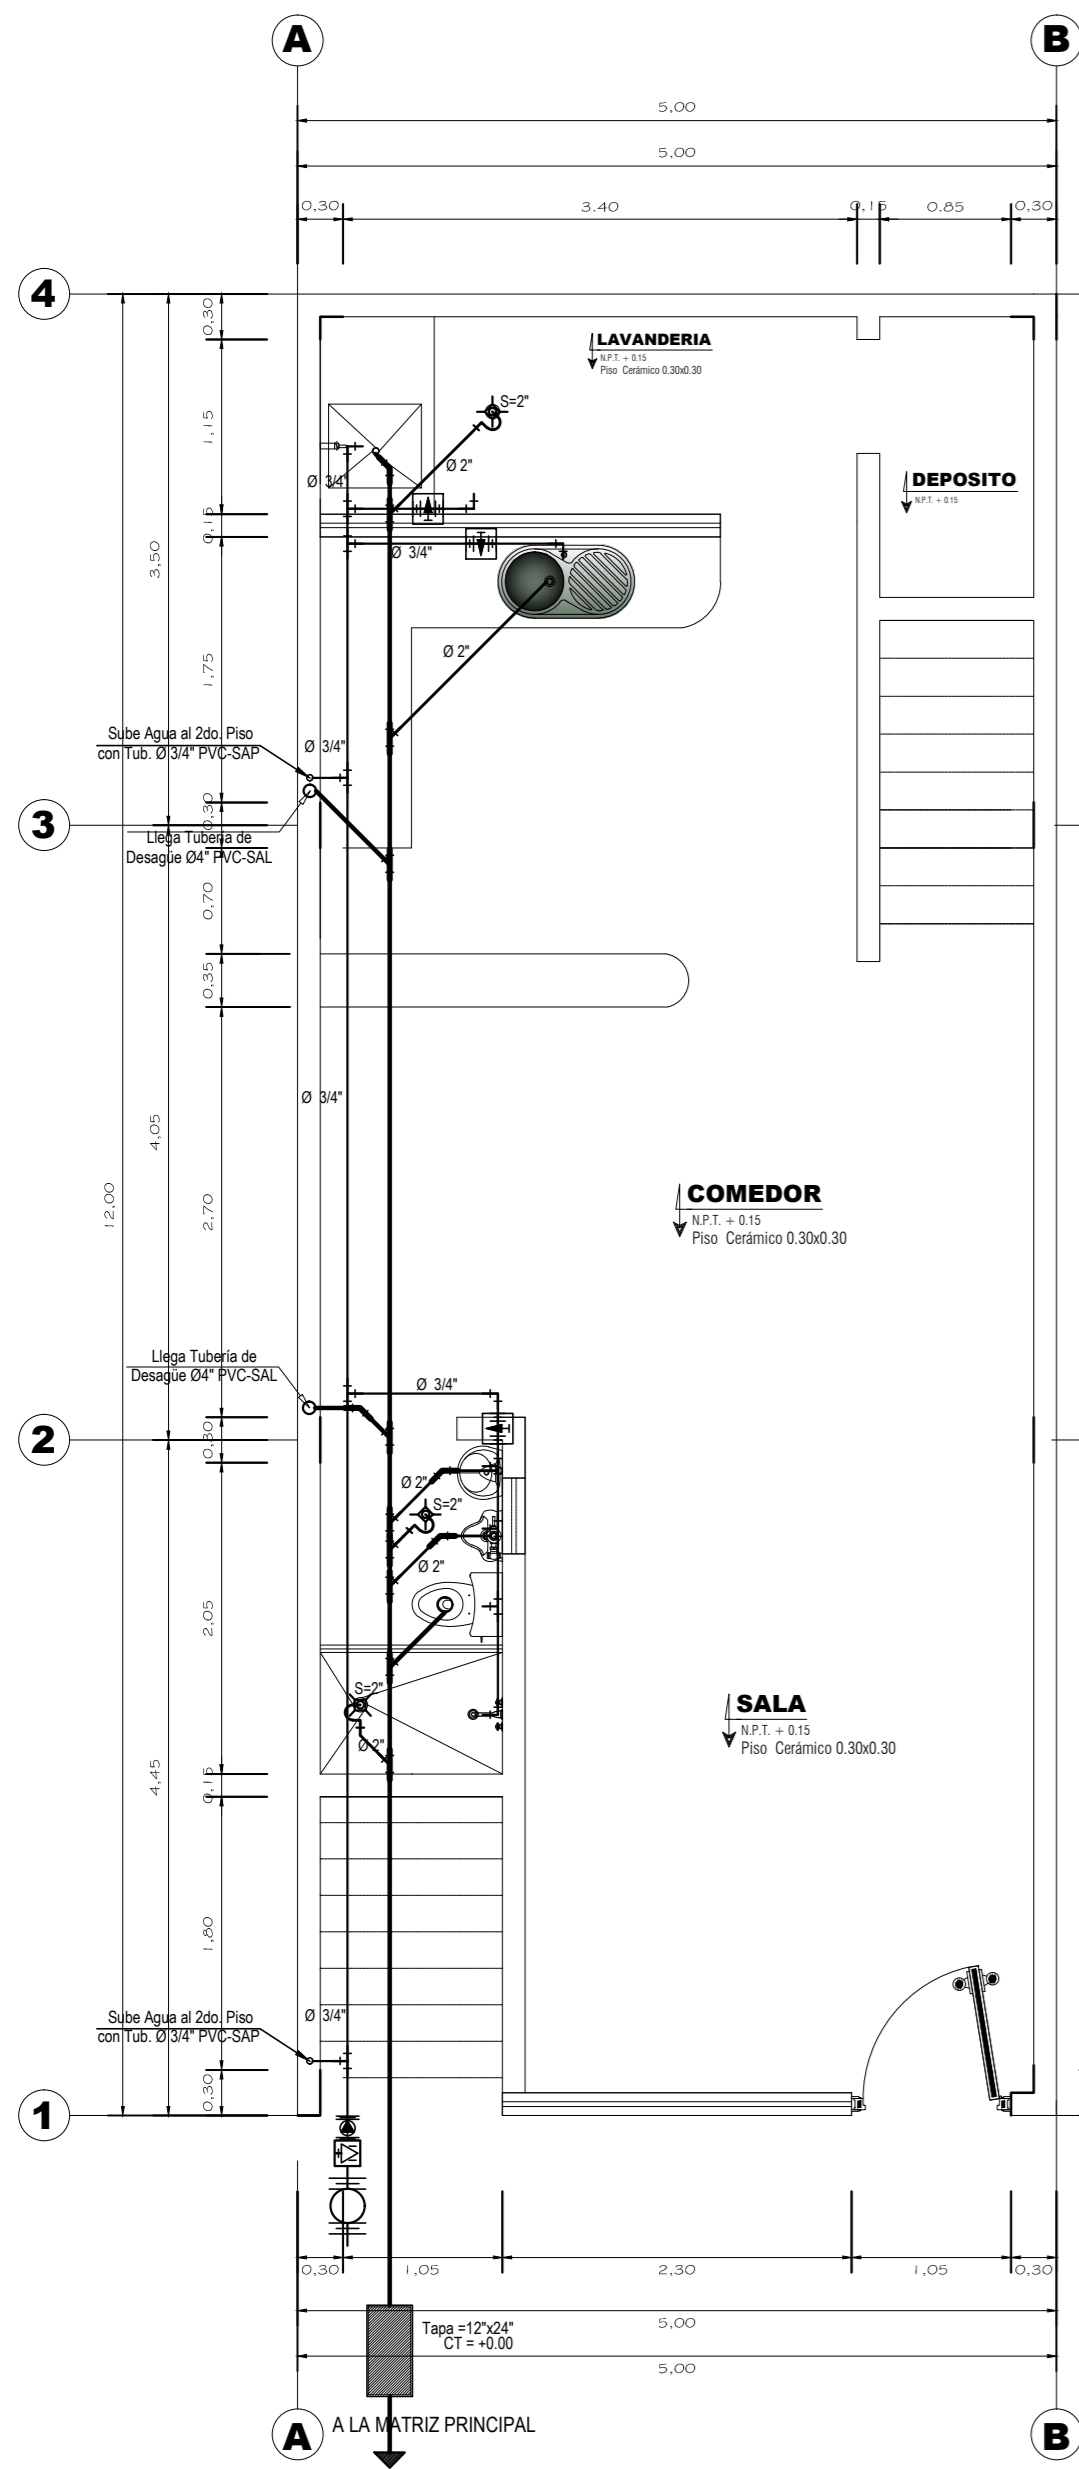 A
B
5,00
5,00
0,30
3.40
0,15
0.85
0,30
4
0,30
LAVANDERIA
N.P.T. + 0.15
Piso Cerámico 0.30x0.30
1,15
S=2"
Ø 2"
Ø 3/4"
DEPOSITO
N.P.T. + 0.15
0,15
3,50
Ø 3/4"
Ø 2"
1,75
Sube Agua al 2do. Piso
con Tub. Ø 3/4" PVC-SAP
Ø 3/4"
3
0,30
Llega Tubería de
Desagüe Ø4" PVC-SAL
0,70
0,35
Ø 3/4"
4,05
12,00
2,70
COMEDOR
N.P.T. + 0.15
Piso Cerámico 0.30x0.30
Llega Tubería de
Desagüe Ø4" PVC-SAL
Ø 3/4"
2
0,30
Ø 2"
S=2"
Ø 2"
2,05
S=2"
Ø 2"
SALA
N.P.T. + 0.15
Piso Cerámico 0.30x0.30
4,45
0,15
1,80
Sube Agua al 2do. Piso
con Tub. Ø 3/4" PVC-SAP
Ø 3/4"
0,30
1
0,30
1,05
2,30
1,05
0,30
Tapa =12"x24"
CT = +0.00
5,00
5,00
A
A LA MATRIZ PRINCIPAL
B